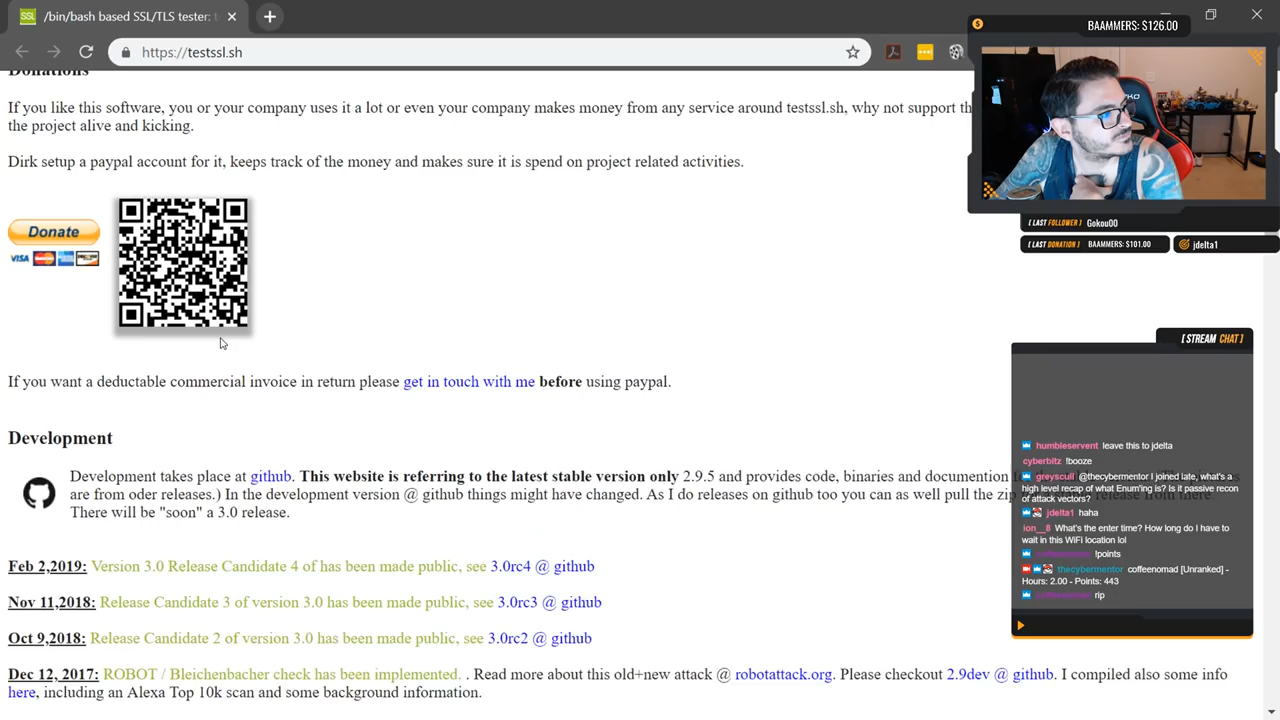 /bin/bash based SSL/TLS tester: t
BAAMMERS: $126.00
https://testssl.sh
Donations
If you like this software, you or your company uses it a lot or even your company makes money from any service around testssl.sh, why not support th
the project alive and kicking.
Dirk setup a paypal account for it, keeps track of the money and makes sure it is spend on project related activities.
[ LAST FOLLOWER ] Gokou00
[ LAST DONATION ] BAAMMERS: $101.00 jdelta1
Donate
VISA
If you want a deductable commercial invoice in return please get in touch with me before using paypal.
[ STREAM CHAT ]
humbleservent leave this to jdelta
cyberbitz !booze
greyscull @thecybermentor I joined late, what's a
high level recap of what Enum'ing is? Is it passive recon
of attack vectors?
jdelta1 haha
ion__8 What's the enter time? How long do I have to
wait in this WiFi location lol
coffeenomad !points
thecybermentor coffeenomad [Unranked] -
Hours: 2.00 - Points: 443
coffeenomad rip
Development
Development takes place at github. This website is referring to the latest stable version only 2.9.5 and provides code, binaries and documention
are from oder releases.) In the development version @ github things might have changed. As I do releases on github too you can as well pull the zip
There will be "soon" a 3.0 release.
Feb 2,2019: Version 3.0 Release Candidate 4 of has been made public, see 3.0rc4 @ github
Nov 11,2018: Release Candidate 3 of version 3.0 has been made public, see 3.0rc3 @ github
Oct 9,2018: Release Candidate 2 of version 3.0 has been made public, see 3.0rc2 @ github
Dec 12, 2017: ROBOT / Bleichenbacher check has been implemented. . Read more about this old+new attack @ robotattack.org. Please checkout 2.9dev @ github. I compiled also some info
here, including an Alexa Top 10k scan and some background information.